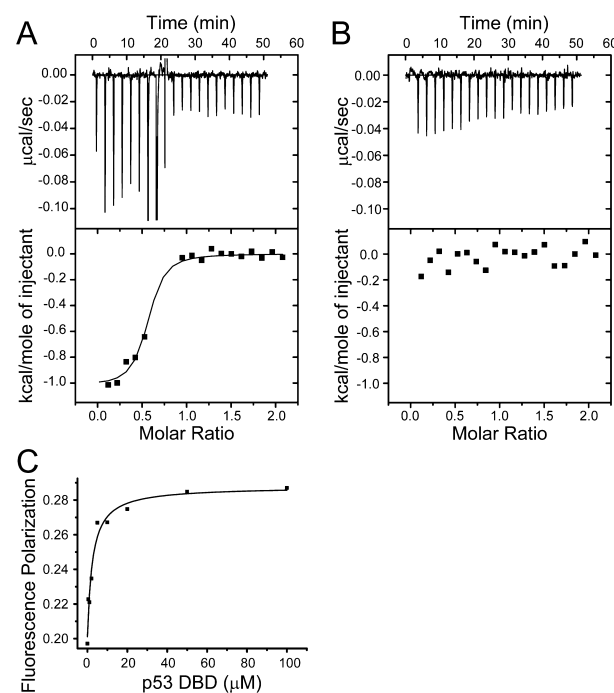 A
Time (min)
0 10 20 30 40 50 60
0.00
-0.02
-0.04
-0.06
-0.08
-0.10
μcal/sec
0.0
-0.2
-0.4
-0.6
-0.8
-1.0
kcal/mole of injectant
0.0 0.5 1.0 1.5 2.0
Molar Ratio
B
Time (min)
0 10 20 30 40 50 60
0.00
-0.02
-0.04
-0.06
-0.08
-0.10
μcal/sec
0.0
-0.2
-0.4
-0.6
-0.8
-1.0
kcal/mole of injectant
0.0 0.5 1.0 1.5 2.0
Molar Ratio
C
0.28
0.26
0.24
0.22
0.20
Fluorescence Polarization
0 20 40 60 80 100
p53 DBD (μM)